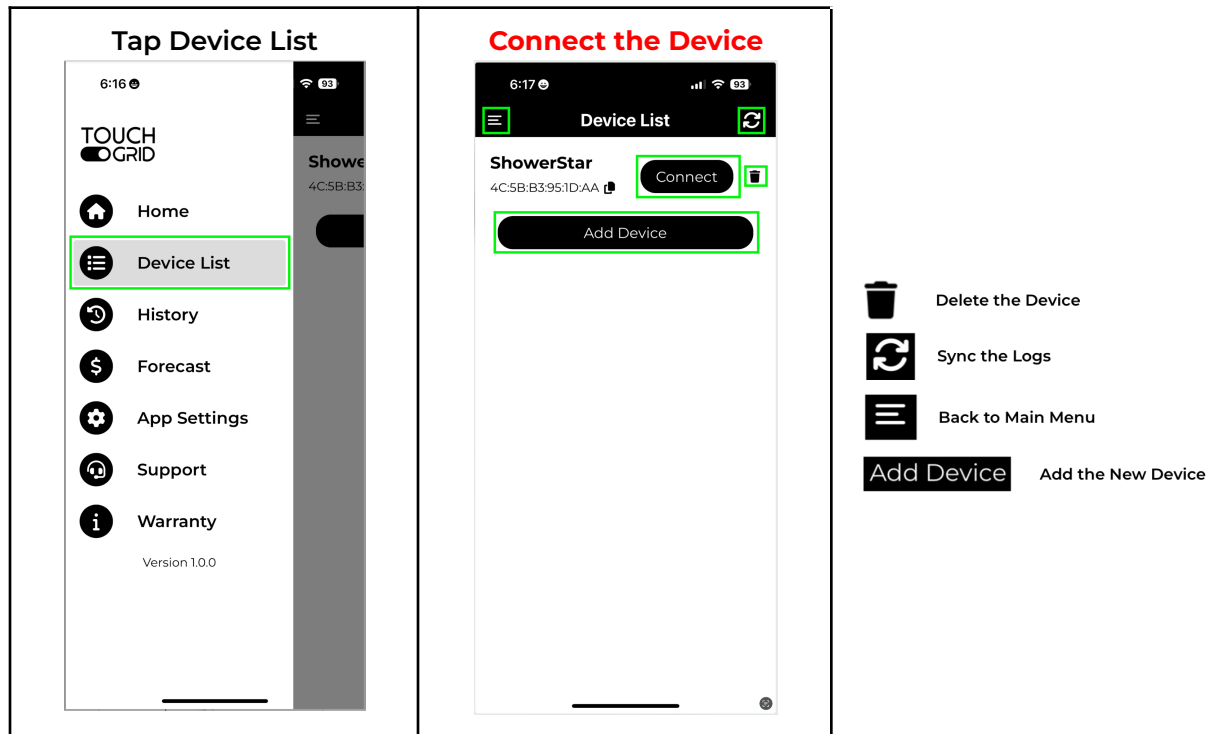 Tap Device List
6:16
93
TOUCH
GRID
Showe
4C:5B:B3:
Home
Device List
History
Forecast
App Settings
Support
Warranty
Version 1.0.0
Connect the Device
6:17
93
Device List
ShowerStar
4C:5B:B3:95:1D:AA
Connect
Add Device
Delete the Device
Sync the Logs
Back to Main Menu
Add Device Add the New Device